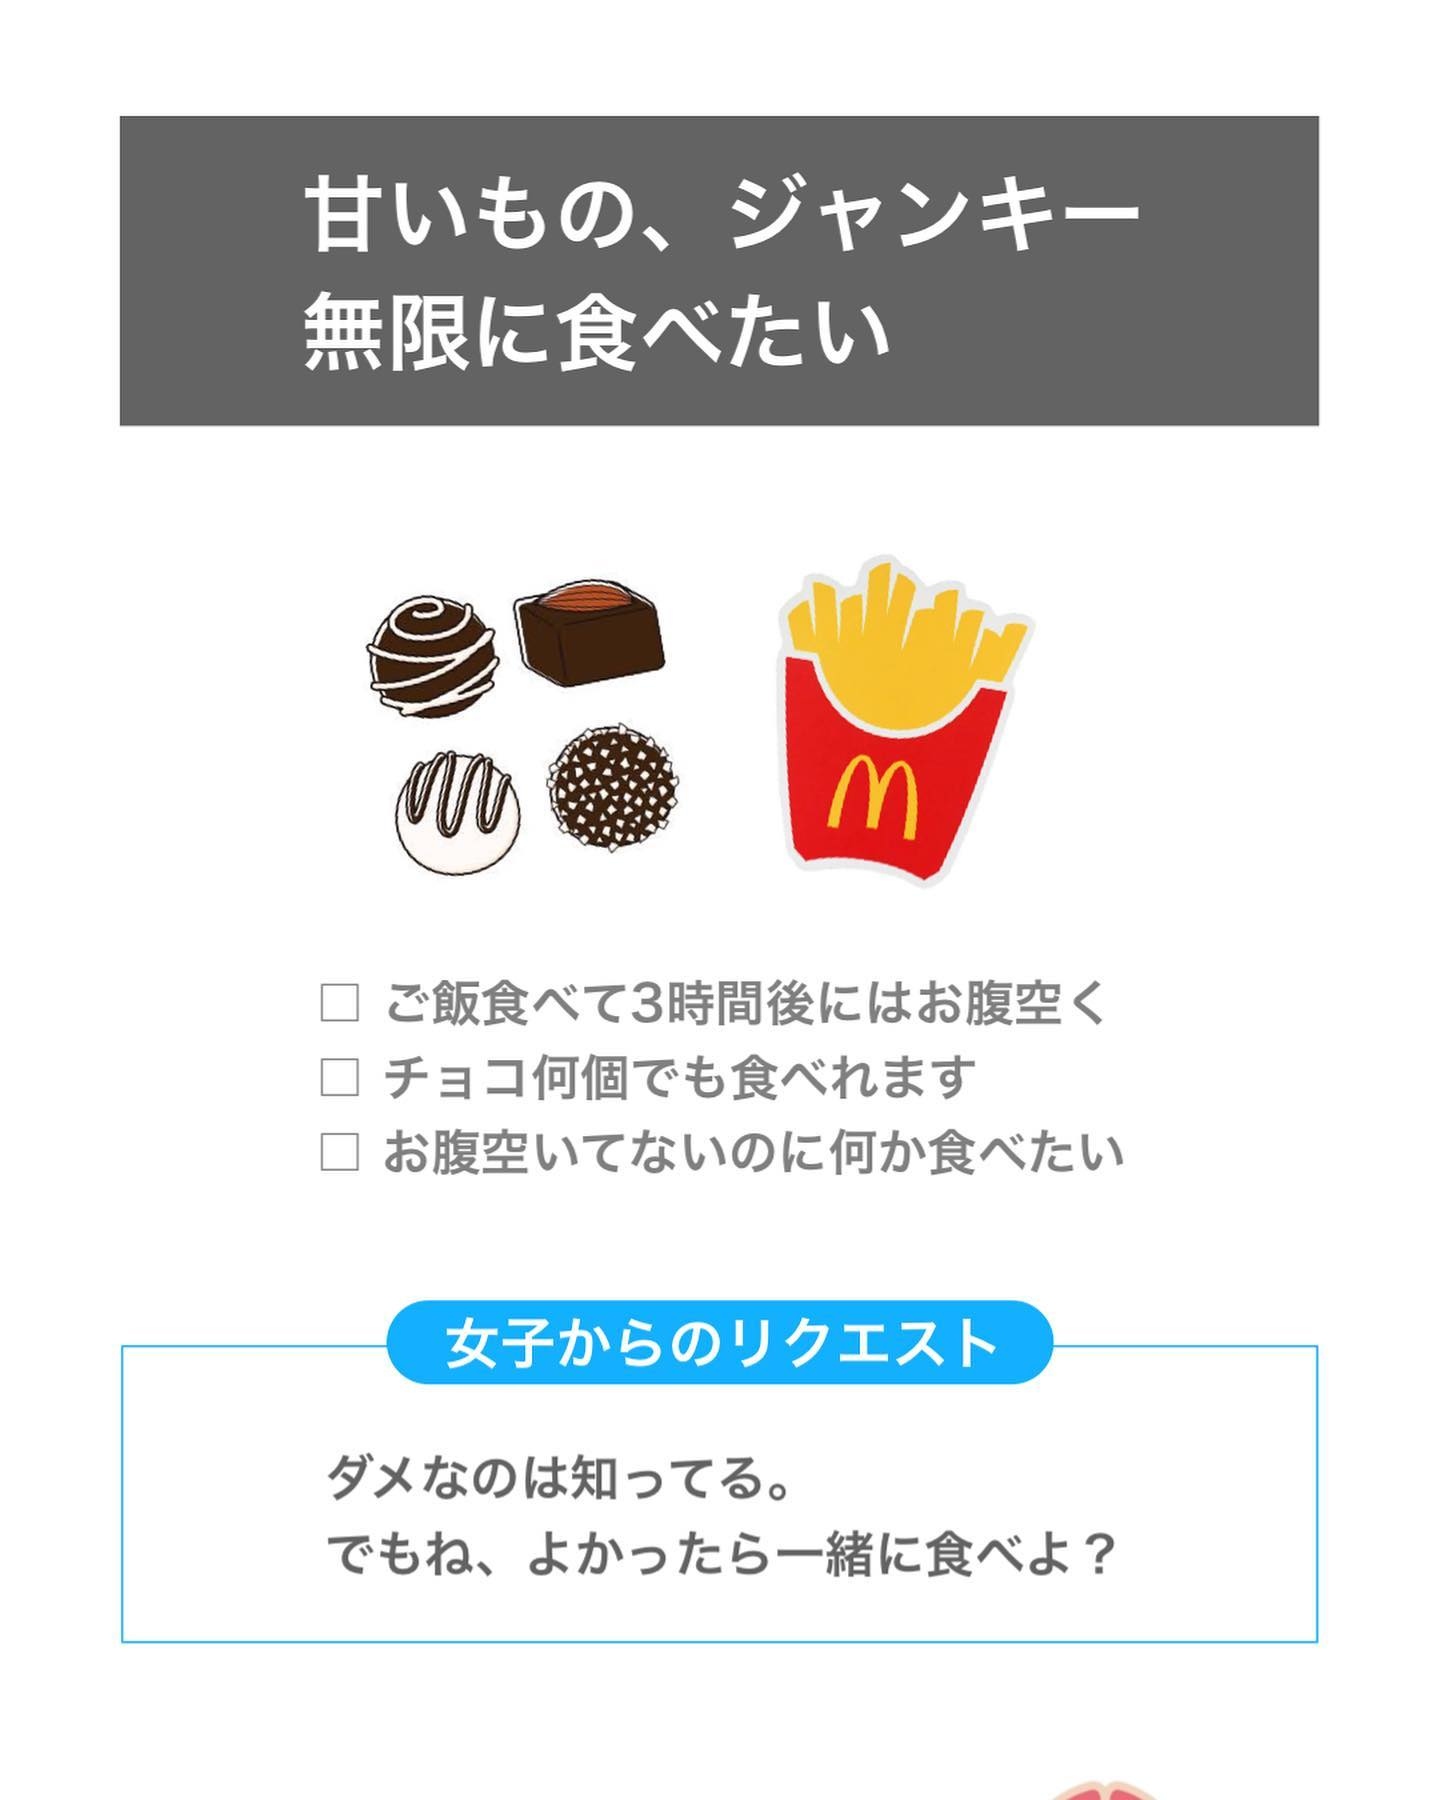 甘いもの、ジャンキー
無限に食べたい
M
□ ご飯食べて3時間後にはお腹空く
□ チョコ何個でも食べれます
□ お腹空いてないのに何か食べたい
女子からのリクエスト
ダメなのは知ってる。
でもね、よかったら一緒に食べよ？